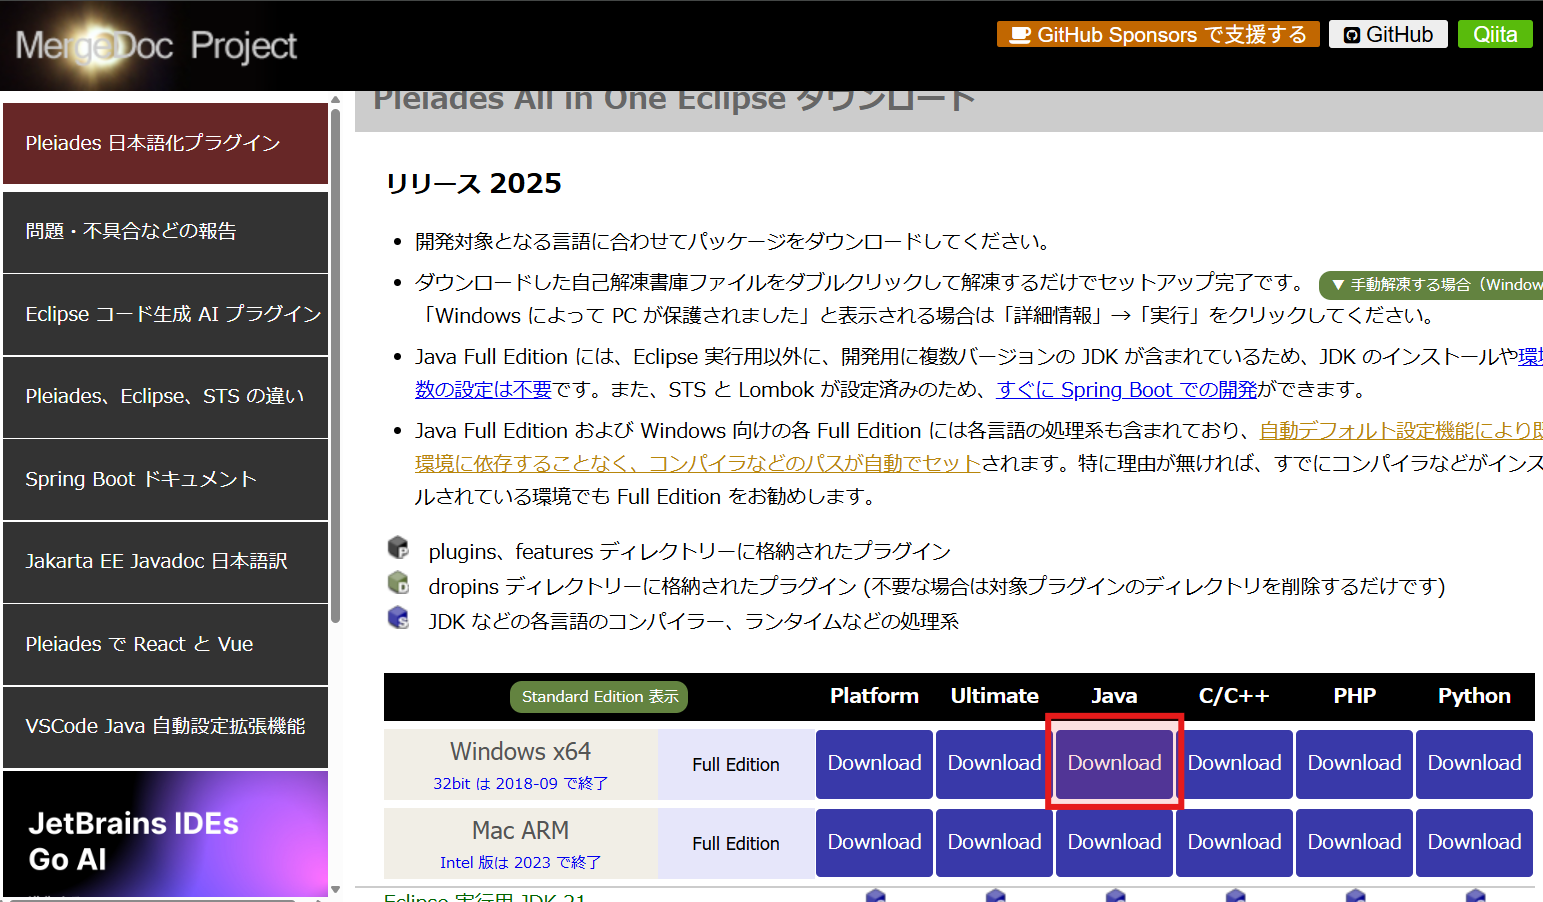 MergeDoc Project
GitHub Sponsors で支援する
GitHub
Qiita
Pleiades 日本語化プラグイン
問題・不具合などの報告
Eclipse コード生成 AI プラグイン
Pleiades、Eclipse、STS の違い
Spring Boot ドキュメント
Jakarta EE Javadoc 日本語訳
Pleiades で React と Vue
VSCode Java 自動設定拡張機能
JetBrains IDEs
Go AI
Pleiades All in One Eclipse ダウンロード
リリース 2025
• 開発対象となる言語に合わせてパッケージをダウンロードしてください。
• ダウンロードした自己解凍書庫ファイルをダブルクリックして解凍するだけでセットアップ完了です。 ▼ 手動解凍する場合（Window
「Windows によって PC が保護されました」と表示される場合は「詳細情報」→「実行」をクリックしてください。
• Java Full Edition には、Eclipse 実行用以外に、開発用に複数バージョンの JDK が含まれているため、JDK のインストールや環境
数の設定は不要です。また、STS と Lombok が設定済みのため、すぐに Spring Boot での開発ができます。
• Java Full Edition および Windows 向けの各 Full Edition には各言語の処理系も含まれており、自動デフォルト設定機能により既
環境に依存することなく、コンパイラなどのパスが自動でセットされます。特に理由が無ければ、すでにコンパイラなどがインス
ルされている環境でも Full Edition をお勧めします。
plugins、features ディレクトリーに格納されたプラグイン
dropins ディレクトリーに格納されたプラグイン (不要な場合は対象プラグインのディレクトリを削除するだけです)
JDK などの各言語のコンパイラー、ランタイムなどの処理系
Standard Edition 表示 Platform Ultimate Java C/C++ PHP Python
Windows x64
32bit は 2018-09 で終了
Full Edition Download Download Download Download Download Download
Mac ARM
Intel 版は 2023 で終了
Full Edition Download Download Download Download Download Download
Eclipse 実行用 JDK 21